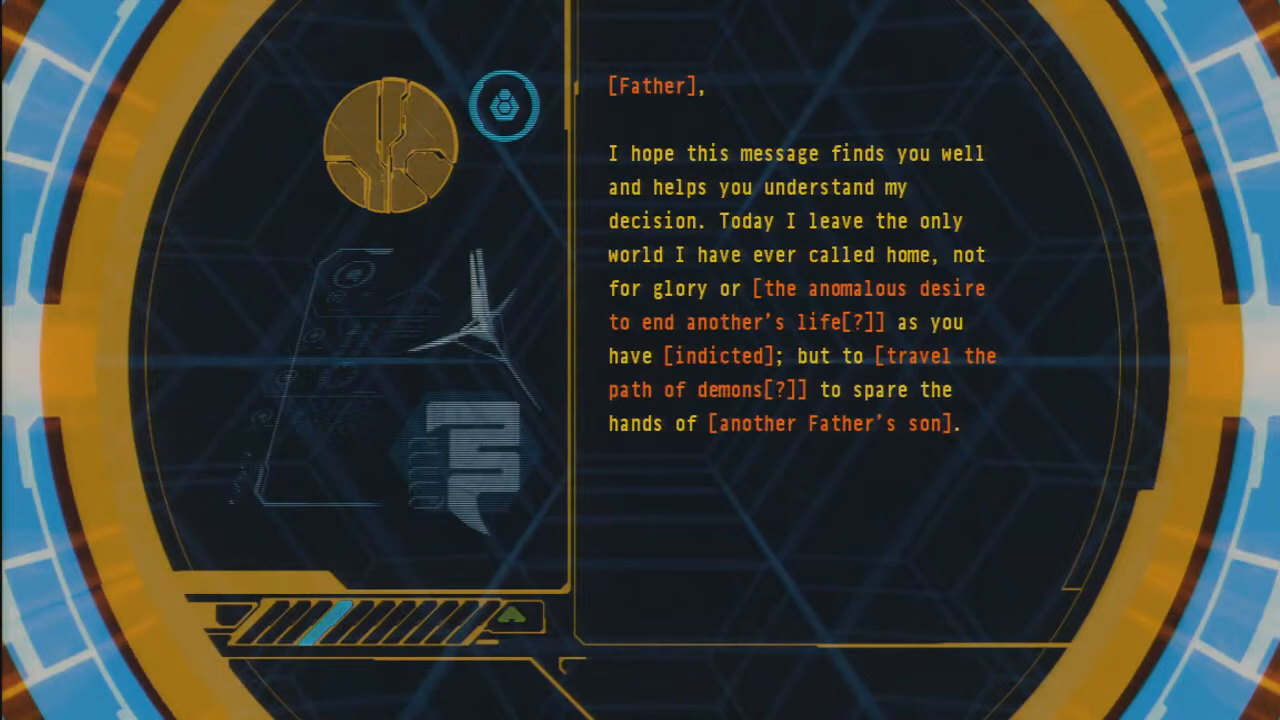 [Father],
I hope this message finds you well
and helps you understand my
decision. Today I leave the only
world I have ever called home, not
for glory or [the anomalous desire
to end another's life[?]] as you
have [indicted]; but to [travel the
path of demons[?]] to spare the
hands of [another Father's son].